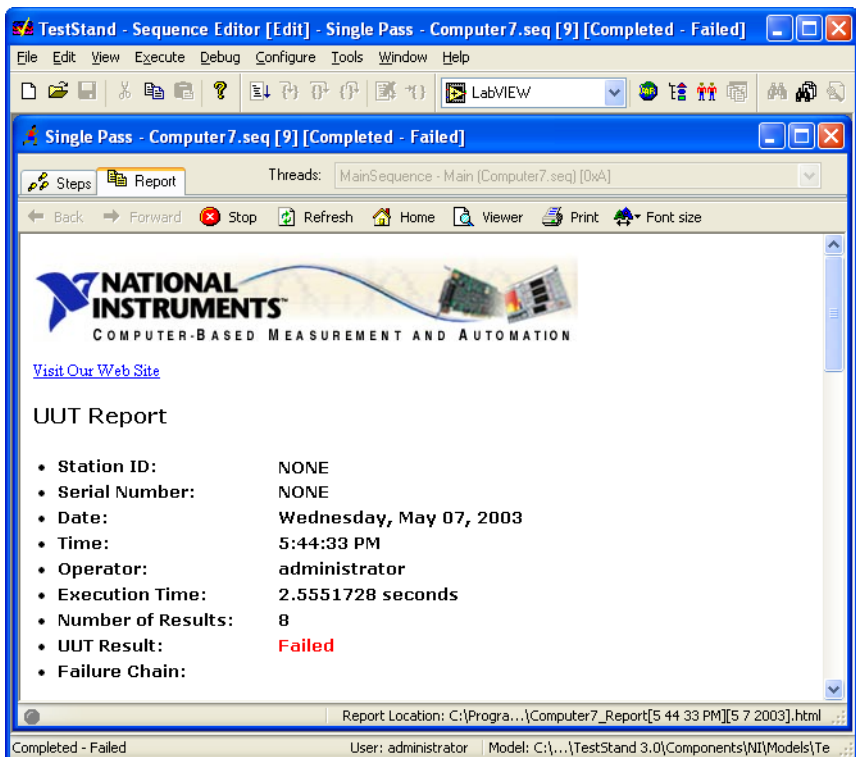 TestStand - Sequence Editor [Edit] - Single Pass - Computer7.seq [9] [Completed - Failed]
File Edit View Execute Debug Configure Tools Window Help
LabVIEW
Single Pass - Computer7.seq [9] [Completed - Failed]
Steps Report Threads: MainSequence - Main (Computer7.seq) [0xA]
Back Forward Stop Refresh Home Viewer Print Font size
NATIONAL
INSTRUMENTS™
COMPUTER-BASED MEASUREMENT AND AUTOMATION
Visit Our Web Site
UUT Report
• Station ID: NONE
• Serial Number: NONE
• Date: Wednesday, May 07, 2003
• Time: 5:44:33 PM
• Operator: administrator
• Execution Time: 2.5551728 seconds
• Number of Results: 8
• UUT Result: Failed
• Failure Chain:
Report Location: C:\Progra...\Computer7_Report[5 44 33 PM][5 7 2003].html
Completed - Failed User: administrator Model: C:\...\TestStand 3.0\Components\NI\Models\Te